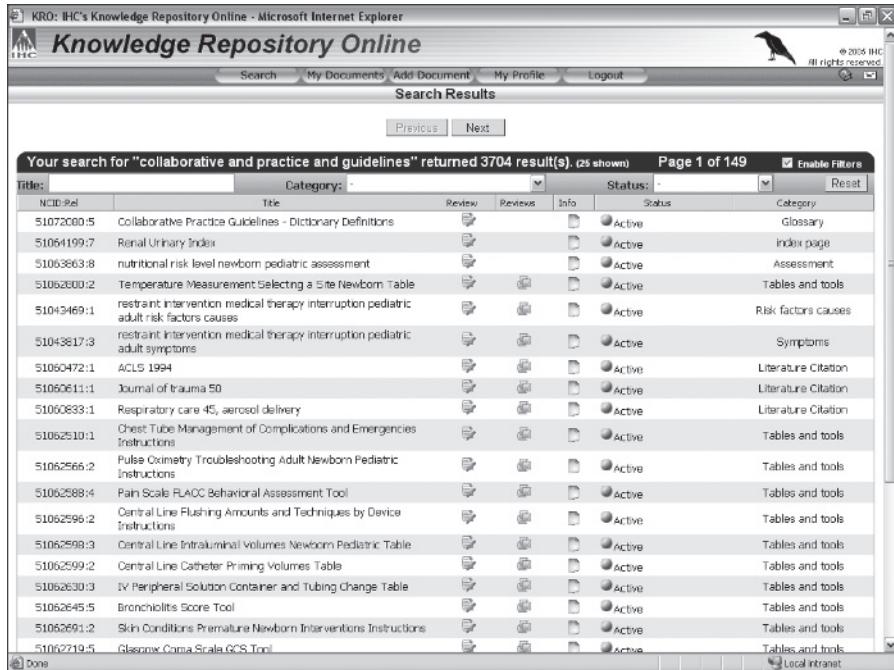 KRO: IHC's Knowledge Repository Online - Microsoft Internet Explorer
IHC
Knowledge Repository Online
© 2005 IHC
All rights reserved.
Search My Documents Add Document My Profile Logout
Search Results
Previous Next
Your search for "collaborative and practice and guidelines" returned 3704 result(s). (25 shown) Page 1 of 149 Enable Filters
Title: Category: - Status: - Reset
NCID:Rel Title Review Reviews Info Status Category
51072080:5 Collaborative Practice Guidelines - Dictionary Definitions Active Glossary
51064199:7 Renal Urinary Index Active index page
51063863:8 nutritional risk level newborn pediatric assessment Active Assessment
51062800:2 Temperature Measurement Selecting a Site Newborn Table Active Tables and tools
51043469:1 restraint intervention medical therapy interruption pediatric
adult risk factors causes Active Risk factors causes
51043817:3 restraint intervention medical therapy interruption pediatric
adult symptoms Active Symptoms
51060472:1 ACLS 1994 Active Literature Citation
51060611:1 Journal of trauma 50 Active Literature Citation
51060833:1 Respiratory care 45, aerosol delivery Active Literature Citation
51062510:1 Chest Tube Management of Complications and Emergencies
Instructions Active Tables and tools
51062566:2 Pulse Oximetry Troubleshooting Adult Newborn Pediatric
Instructions Active Tables and tools
51062588:4 Pain Scale FLACC Behavioral Assessment Tool Active Tables and tools
51062596:2 Central Line Flushing Amounts and Techniques by Device
Instructions Active Tables and tools
51062598:3 Central Line Intraluminal Volumes Newborn Pediatric Table Active Tables and tools
51062599:2 Central Line Catheter Priming Volumes Table Active Tables and tools
51062630:3 IV Peripheral Solution Container and Tubing Change Table Active Tables and tools
51062645:5 Bronchiolitis Score Tool Active Tables and tools
51062691:2 Skin Conditions Premature Newborn Interventions Instructions Active Tables and tools
51062719:5 Glasgow Coma Scale GCS Tool Active Tables and tools
Done Local intranet